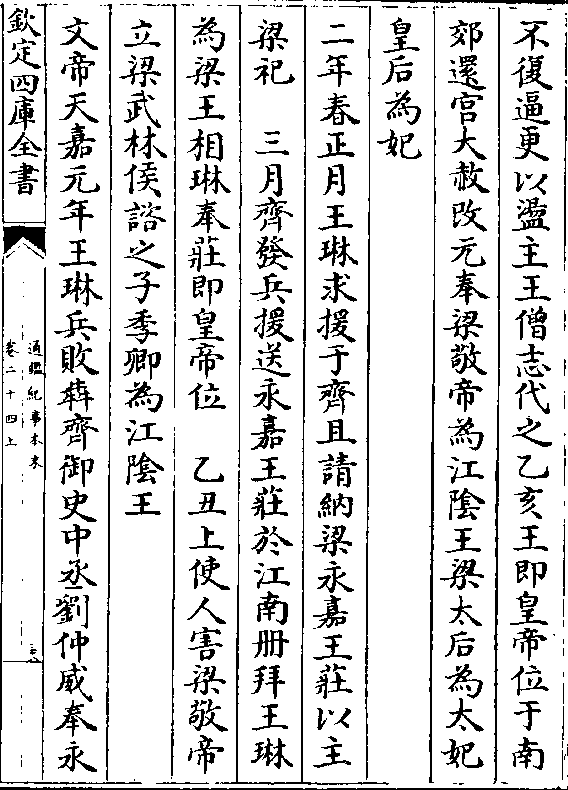 不復逼更以盪主王僧志代之乙亥王即皇帝位于南
郊還宫大赦改元奉梁敬帝為江陰王梁太后為太妃
皇后為妃
二年春正月王琳求援于齊且請納梁永嘉王莊以主
梁祀　三月齊發兵援送永嘉王莊於江南冊拜王琳
為梁王相琳奉莊即皇帝位　乙丑上使人害梁敬帝
立梁武林侯諮之子季卿為江陰王
文帝天嘉元年王琳兵敗犇齊御史中丞劉仲威奉永
欽定四庫全書
通鑑紀事本末
卷二十四上